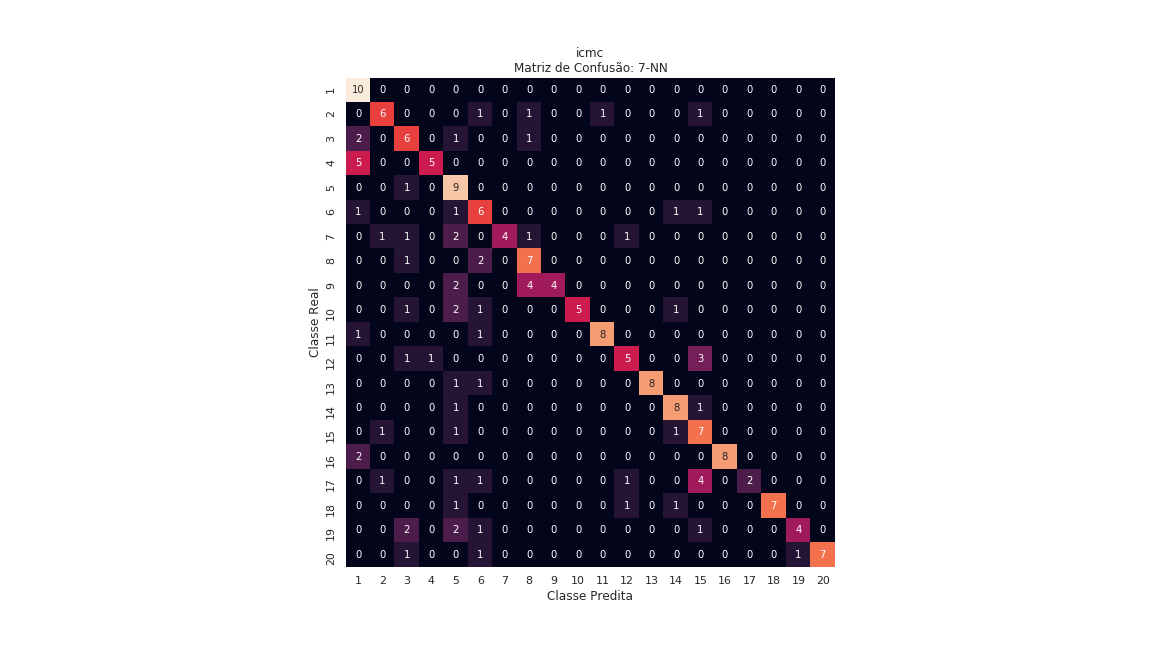 icmc
Matriz de Confusão: 7-NN
1 10 0 0 0 0 0 0 0 0 0 0 0 0 0 0 0 0 0 0 0
2 0 6 0 0 0 1 0 1 0 0 1 0 0 0 1 0 0 0 0 0
3 2 0 6 0 1 0 0 1 0 0 0 0 0 0 0 0 0 0 0 0
4 5 0 0 5 0 0 0 0 0 0 0 0 0 0 0 0 0 0 0 0
5 0 0 1 0 9 0 0 0 0 0 0 0 0 0 0 0 0 0 0 0
6 1 0 0 0 1 6 0 0 0 0 0 0 0 1 1 0 0 0 0 0
7 0 1 1 0 2 0 4 1 0 0 0 1 0 0 0 0 0 0 0 0
8 0 0 1 0 0 2 0 7 0 0 0 0 0 0 0 0 0 0 0 0
9 0 0 0 0 2 0 0 4 4 0 0 0 0 0 0 0 0 0 0 0
10 0 0 1 0 2 1 0 0 0 5 0 0 0 1 0 0 0 0 0 0
11 1 0 0 0 0 1 0 0 0 0 8 0 0 0 0 0 0 0 0 0
12 0 0 1 1 0 0 0 0 0 0 0 5 0 0 3 0 0 0 0 0
13 0 0 0 0 1 1 0 0 0 0 0 0 8 0 0 0 0 0 0 0
14 0 0 0 0 1 0 0 0 0 0 0 0 0 8 1 0 0 0 0 0
15 0 1 0 0 1 0 0 0 0 0 0 0 0 1 7 0 0 0 0 0
16 2 0 0 0 0 0 0 0 0 0 0 0 0 0 0 8 0 0 0 0
17 0 1 0 0 1 1 0 0 0 0 0 1 0 0 4 0 2 0 0 0
18 0 0 0 0 1 0 0 0 0 0 0 1 0 1 0 0 0 7 0 0
19 0 0 2 0 2 1 0 0 0 0 0 0 0 0 1 0 0 0 4 0
20 0 0 1 0 0 1 0 0 0 0 0 0 0 0 0 0 0 0 1 7
1 2 3 4 5 6 7 8 9 10 11 12 13 14 15 16 17 18 19 20
Classe Predita
Classe Real